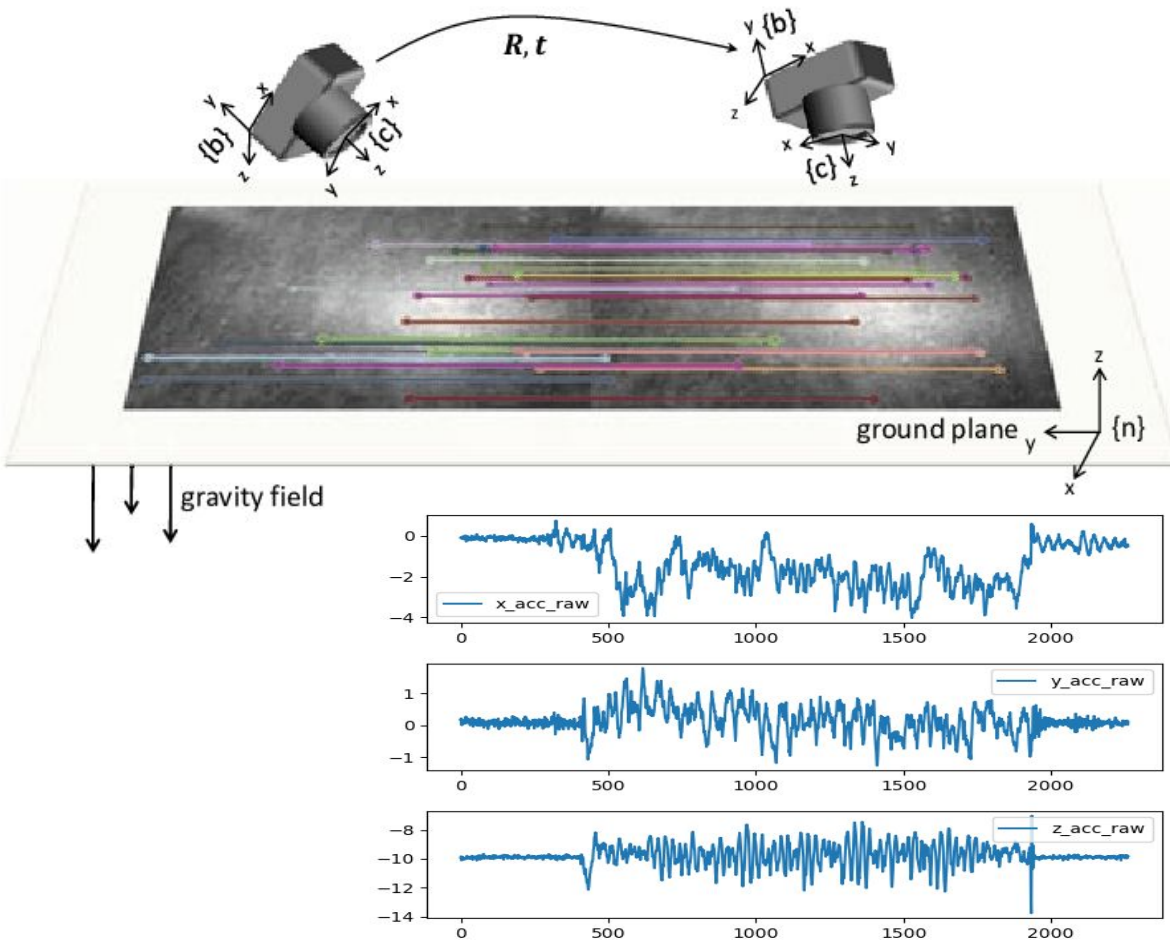 y {b}
R, t
x
z
x
y
{b}
z
x
{c}
z
y
x
y
{c}
z
z
ground plane
y
{n}
x
gravity field
0
−2
−4
x_acc_raw
0 500 1000 1500 2000
1
0
−1
y_acc_raw
0 500 1000 1500 2000
−8
−10
−12
−14
z_acc_raw
0 500 1000 1500 2000